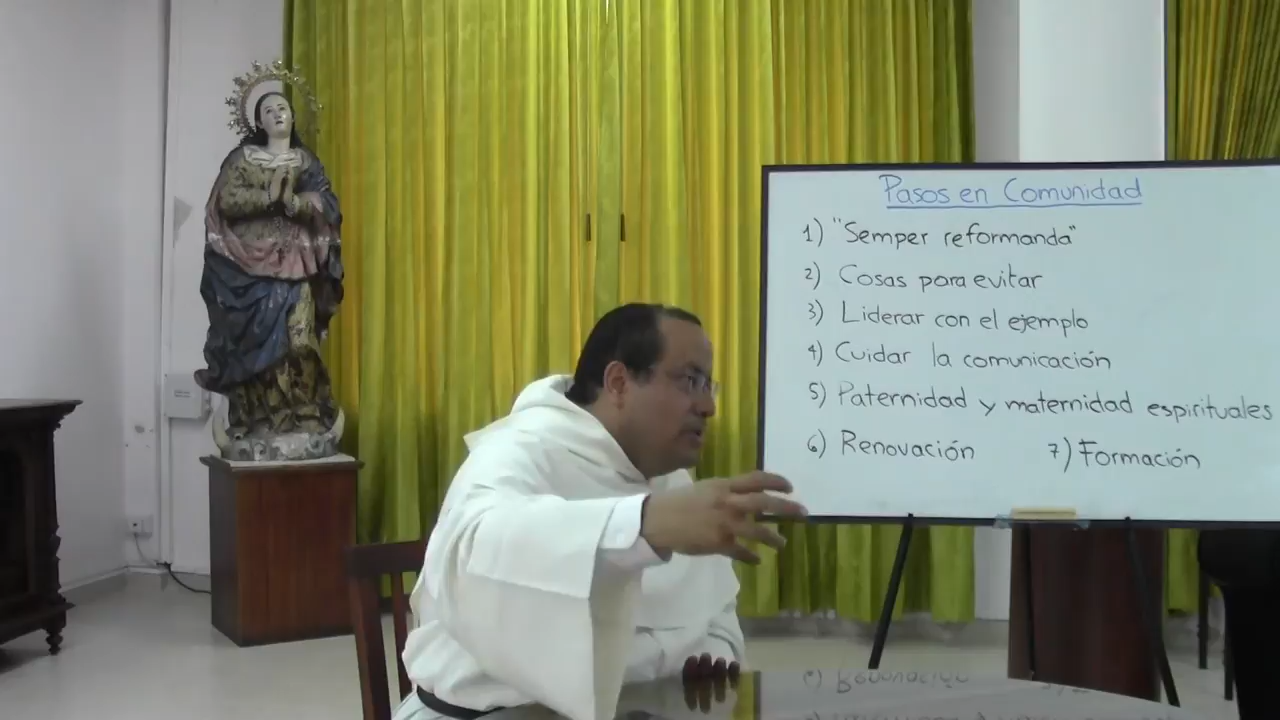 Pasos en Comunidad
1) "Semper reformanda"
2) Cosas para evitar
3) Liderar con el ejemplo
4) Cuidar la comunicación
5) Paternidad y maternidad espirituales
6) Renovación 7) Formación